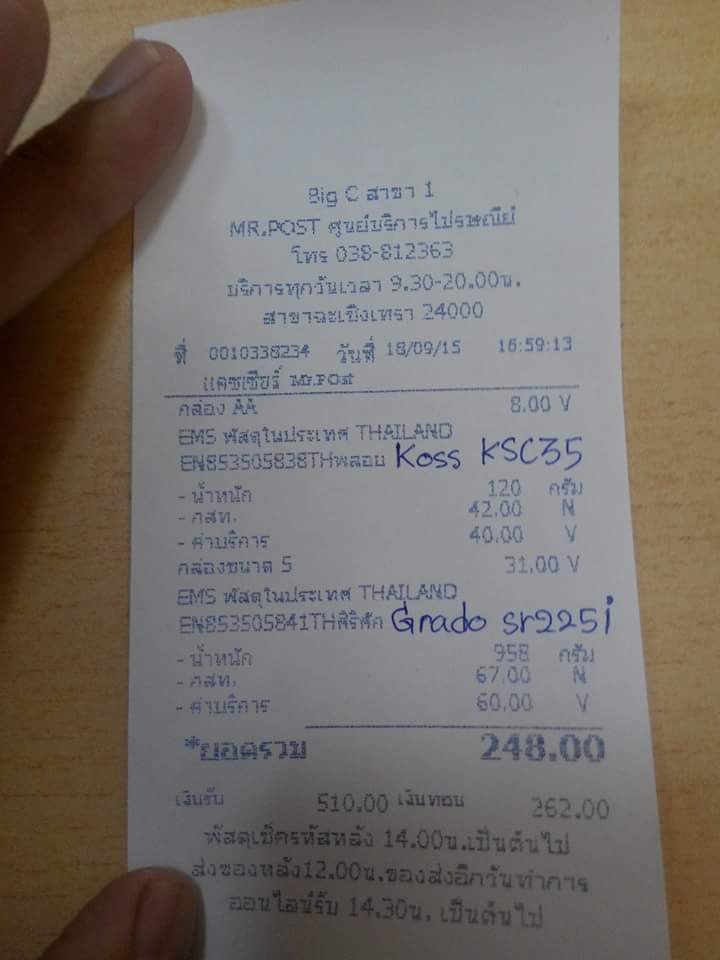 Big C สาขา 1
MR.POST ศูนย์บริการไปรษณีย์
โทร 038-812363
บริการทุกวันเวลา 9.30-20.00น.
สาขาฉะเชิงเทรา 24000
ที่ 0010338234 วันที่ 18/09/15 16:59:13
แคชเชียร์ Mr.POSt
กล่อง AA 8.00 V
EMS พัสดุในประเทศ THAILAND
EN853505838THพลอย Koss KSC35
- น้ำหนัก 120 กรัม
- กสท. 42.00 N
- ค่าบริการ 40.00 V
กล่องขนาด S 31.00 V
EMS พัสดุในประเทศ THAILAND
EN853505841THศิริศัก Grado sr225i
- น้ำหนัก 958 กรัม
- กสท. 67.00 N
- ค่าบริการ 60.00 V
*ยอดรวม 248.00
เงินรับ 510.00 เงินทอน 262.00
พัสดุเช็ครหัสหลัง 14.00น.เป็นต้นไป
ส่งของหลัง12.00น.ของส่งอีกวันทำการ
ออนไลน์รับ 14.30น. เป็นต้นไป